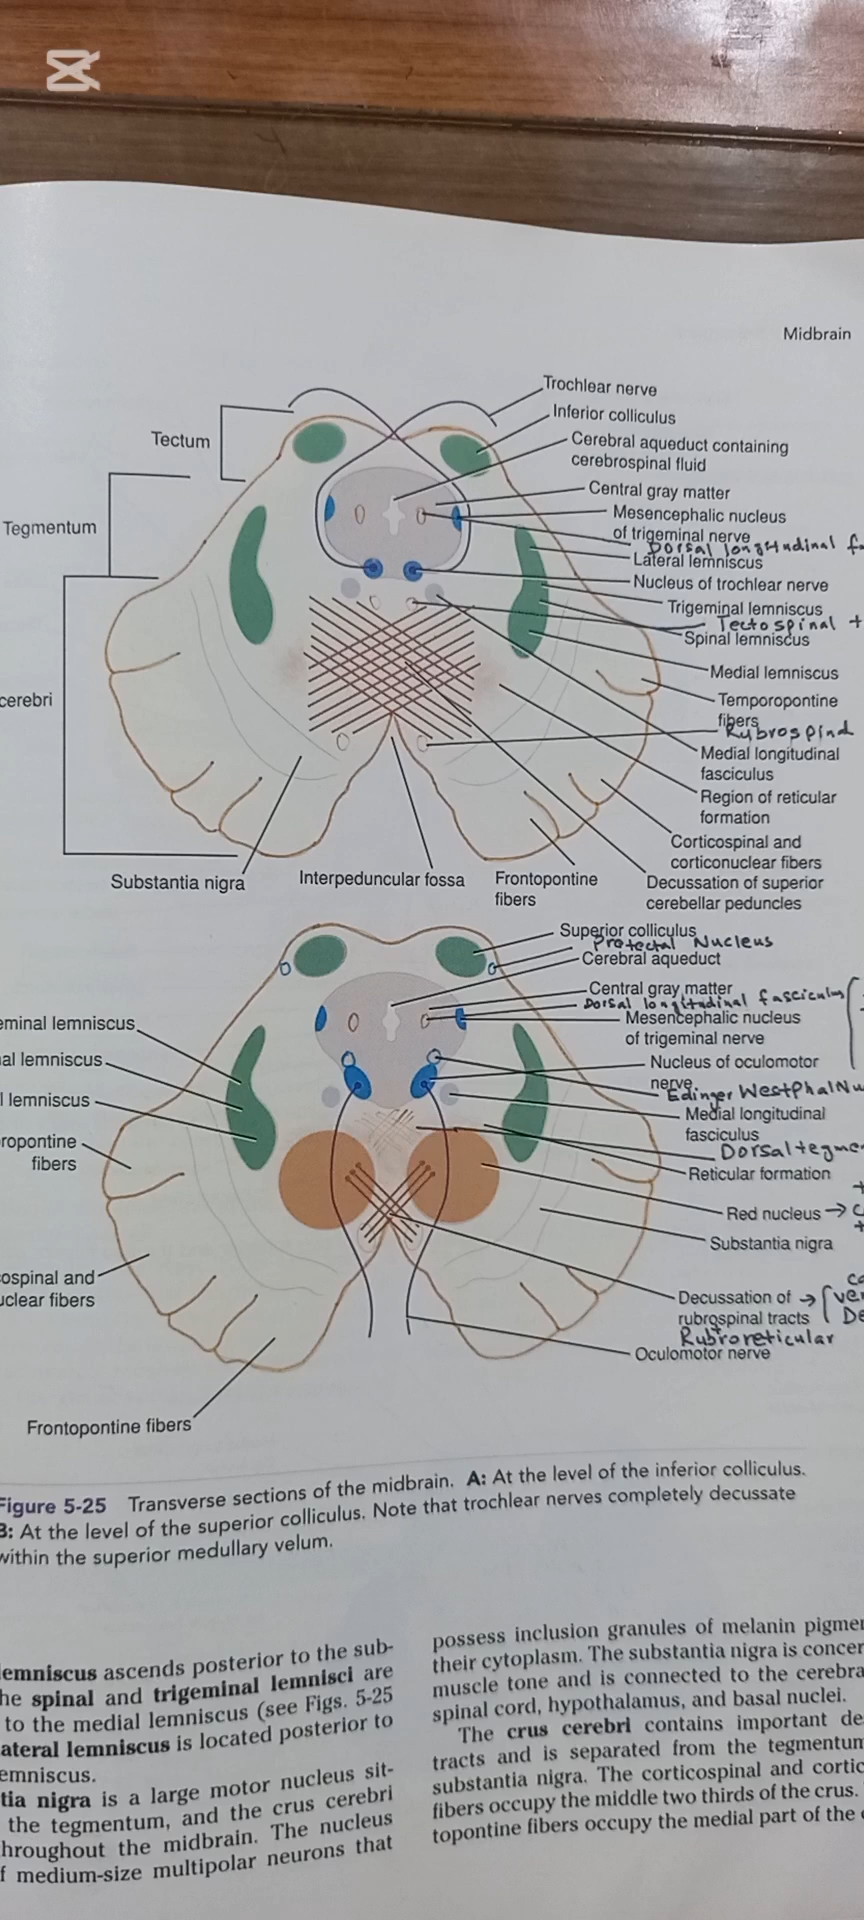 Midbrain
Trochlear nerve
Inferior colliculus
Tectum
Cerebral aqueduct containing
cerebrospinal fluid
Central gray matter
Mesencephalic nucleus
of trigeminal nerve
Tegmentum
Dorsal longitudinal
Lateral lemniscus
Nucleus of trochlear nerve
Trigeminal lemniscus
Tectospinal +
Spinal lemniscus
Medial lemniscus
cerebri
Temporopontine
fibers
Rubrospinal
Medial longitudinal
fasciculus
Region of reticular
formation
Corticospinal and
corticonuclear fibers
Substantia nigra
Interpeduncular fossa
Frontopontine
fibers
Decussation of superior
cerebellar peduncles
Superior colliculus
Pretectal Nucleus
Cerebral aqueduct
Central gray matter
Dorsal longitudinal fasciculus
Mesencephalic nucleus
of trigeminal nerve
eminal lemniscus
al lemniscus
l lemniscus
ropontine
fibers
Nucleus of oculomotor
nerve
Edinger WestPhal Nu
Medial longitudinal
fasciculus
Dorsal tegme
Reticular formation
Red nucleus →
Substantia nigra
ospinal and
uclear fibers
Decussation of →
rubrospinal tracts
Rubroreticular
Oculomotor nerve
Frontopontine fibers
Figure 5-25 Transverse sections of the midbrain. A: At the level of the inferior colliculus.
B: At the level of the superior colliculus. Note that trochlear nerves completely decussate
within the superior medullary velum.
lemniscus ascends posterior to the sub-
he spinal and trigeminal lemnisci are
to the medial lemniscus (see Figs. 5-25
ateral lemniscus is located posterior to
emniscus.
tia nigra is a large motor nucleus sit-
the tegmentum, and the crus cerebri
hroughout the midbrain. The nucleus
f medium-size multipolar neurons that
possess inclusion granules of melanin pigmen
their cytoplasm. The substantia nigra is concer
muscle tone and is connected to the cerebra
spinal cord, hypothalamus, and basal nuclei.
The crus cerebri contains important de
tracts and is separated from the tegmentum
substantia nigra. The corticospinal and cortic
fibers occupy the middle two thirds of the crus.
topontine fibers occupy the medial part of the